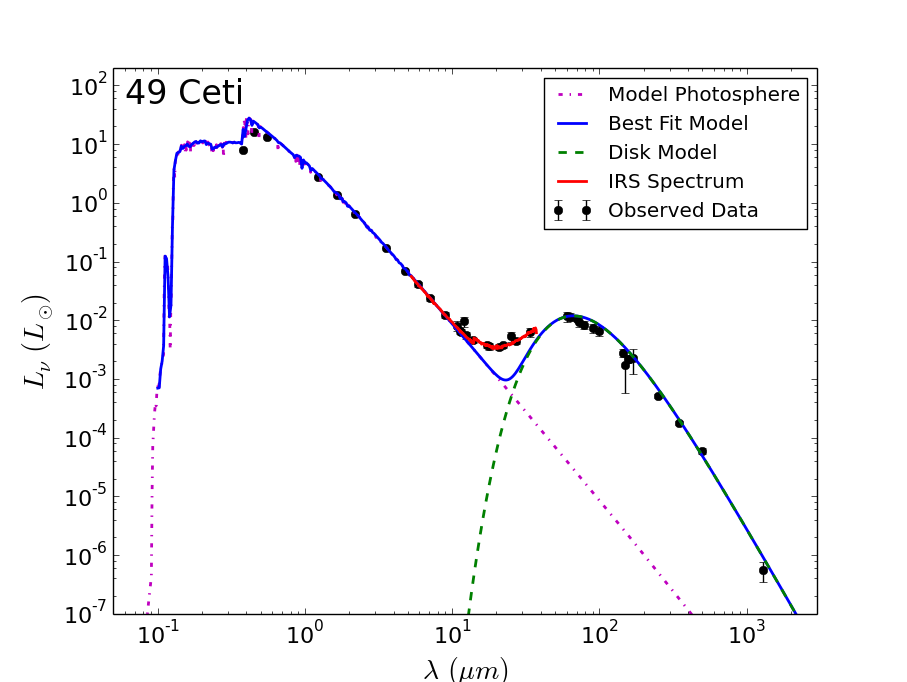 49 Ceti
Model Photosphere
Best Fit Model
Disk Model
IRS Spectrum
Observed Data
10^2
10^1
10^0
10^-1
10^-2
10^-3
10^-4
10^-5
10^-6
10^-7
L_ν (L_⊙)
10^-1 10^0 10^1 10^2 10^3
λ (μm)